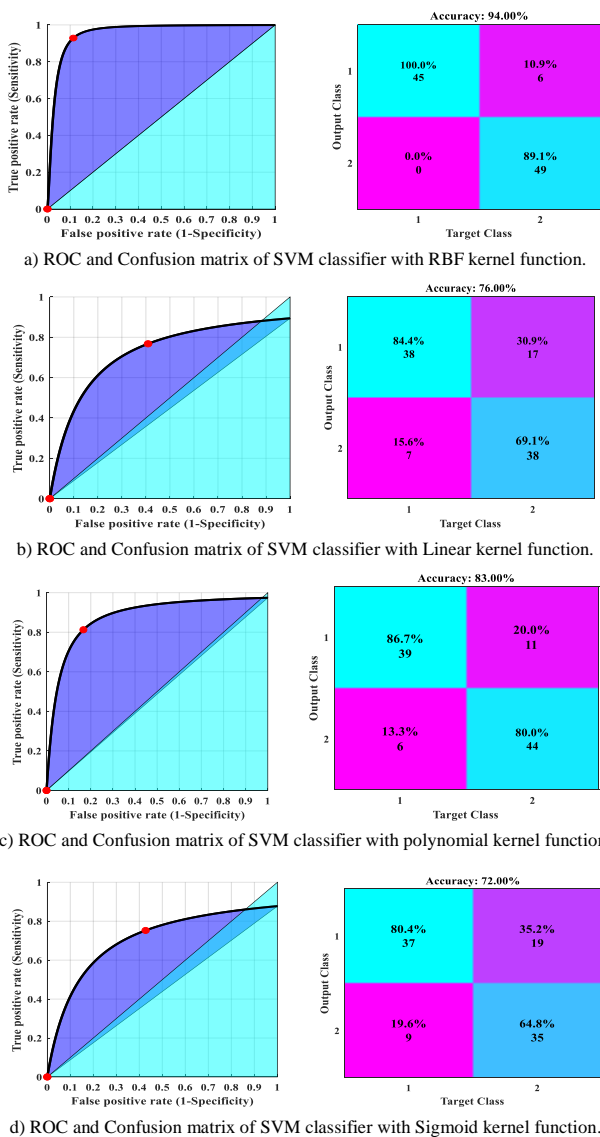 Accuracy: 94.00%
1
0.8
0.6
0.4
0.2
0
True positive rate (Sensitivity)
0 0.1 0.2 0.3 0.4 0.5 0.6 0.7 0.8 0.9 1
False positive rate (1-Specificity)
Output Class
1
2
100.0%
45
10.9%
6
0.0%
0
89.1%
49
1 2
Target Class
a) ROC and Confusion matrix of SVM classifier with RBF kernel function.
Accuracy: 76.00%
1
0.8
0.6
0.4
0.2
0
True positive rate (Sensitivity)
0 0.1 0.2 0.3 0.4 0.5 0.6 0.7 0.8 0.9 1
False positive rate (1-Specificity)
Output Class
1
2
84.4%
38
30.9%
17
15.6%
7
69.1%
38
1 2
Target Class
b) ROC and Confusion matrix of SVM classifier with Linear kernel function.
Accuracy: 83.00%
1
0.8
0.6
0.4
0.2
0
True positive rate (Sensitivity)
0 0.1 0.2 0.3 0.4 0.5 0.6 0.7 0.8 0.9 1
False positive rate (1-Specificity)
Output Class
1
2
86.7%
39
20.0%
11
13.3%
6
80.0%
44
1 2
Target Class
c) ROC and Confusion matrix of SVM classifier with polynomial kernel function
Accuracy: 72.00%
1
0.8
0.6
0.4
0.2
0
True positive rate (Sensitivity)
0 0.1 0.2 0.3 0.4 0.5 0.6 0.7 0.8 0.9 1
False positive rate (1-Specificity)
Output Class
1
2
80.4%
37
35.2%
19
19.6%
9
64.8%
35
1 2
Target Class
d) ROC and Confusion matrix of SVM classifier with Sigmoid kernel function.